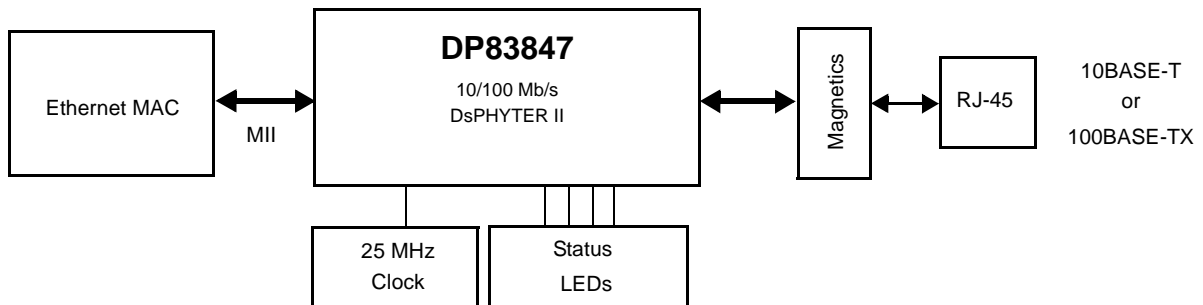 Ethernet MAC
MII
DP83847
10/100 Mb/s
DsPHYTER II
Magnetics
RJ-45
10BASE-T
or
100BASE-TX
25 MHz
Clock
Status
LEDs